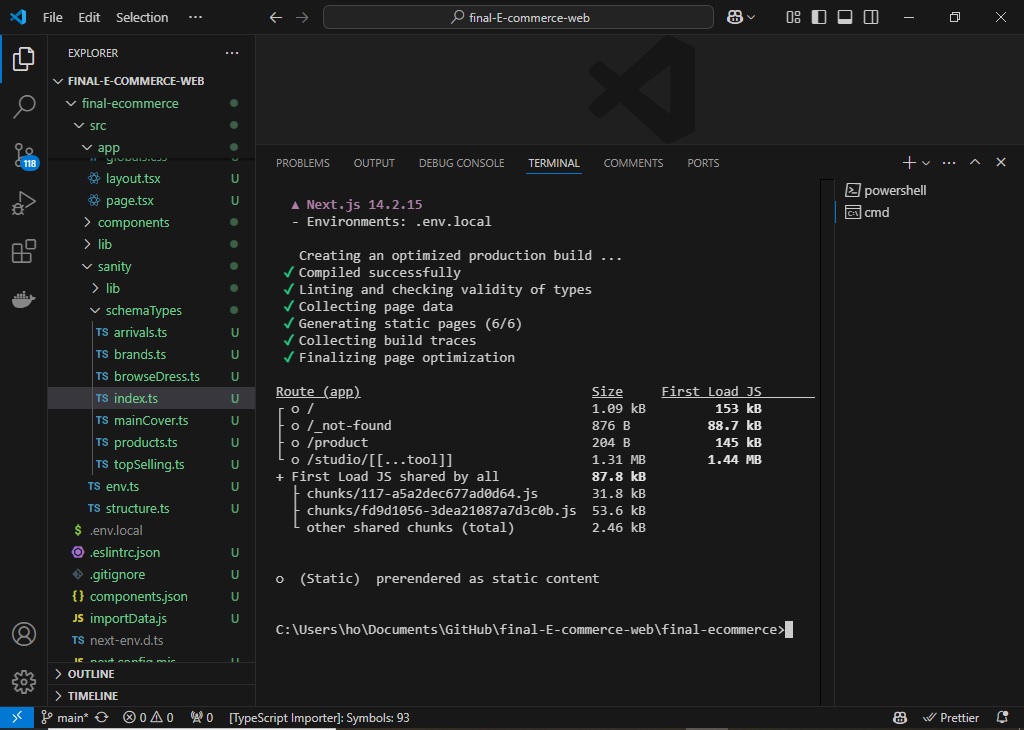 File Edit Selection ···
final-E-commerce-web
EXPLORER ···
FINAL-E-COMMERCE-WEB
final-ecommerce
src
app
globals.css U
layout.tsx U
page.tsx U
components
lib
sanity
lib
schemaTypes
TS arrivals.ts U
TS brands.ts U
TS browseDress.ts U
TS index.ts U
TS mainCover.ts U
TS products.ts U
TS topSelling.ts U
TS env.ts U
TS structure.ts U
$ .env.local
.eslintrc.json U
.gitignore U
{} components.json U
JS importData.js U
TS next-env.d.ts
JS next.config.mjs U
OUTLINE
TIMELINE
118
PROBLEMS OUTPUT DEBUG CONSOLE TERMINAL COMMENTS PORTS
powershell
cmd
▲ Next.js 14.2.15
- Environments: .env.local
Creating an optimized production build ...
✓ Compiled successfully
✓ Linting and checking validity of types
✓ Collecting page data
✓ Generating static pages (6/6)
✓ Collecting build traces
✓ Finalizing page optimization
Route (app) Size First Load JS
┌ o / 1.09 kB 153 kB
├ o /_not-found 876 B 88.7 kB
├ o /product 204 B 145 kB
└ o /studio/[[...tool]] 1.31 MB 1.44 MB
+ First Load JS shared by all 87.8 kB
├ chunks/117-a5a2dec677ad0d64.js 31.8 kB
├ chunks/fd9d1056-3dea21087a7d3c0b.js 53.6 kB
└ other shared chunks (total) 2.46 kB
o (Static) prerendered as static content
C:\Users\ho\Documents\GitHub\final-E-commerce-web\final-ecommerce>
main* 0 0 0 [TypeScript Importer]: Symbols: 93 Prettier